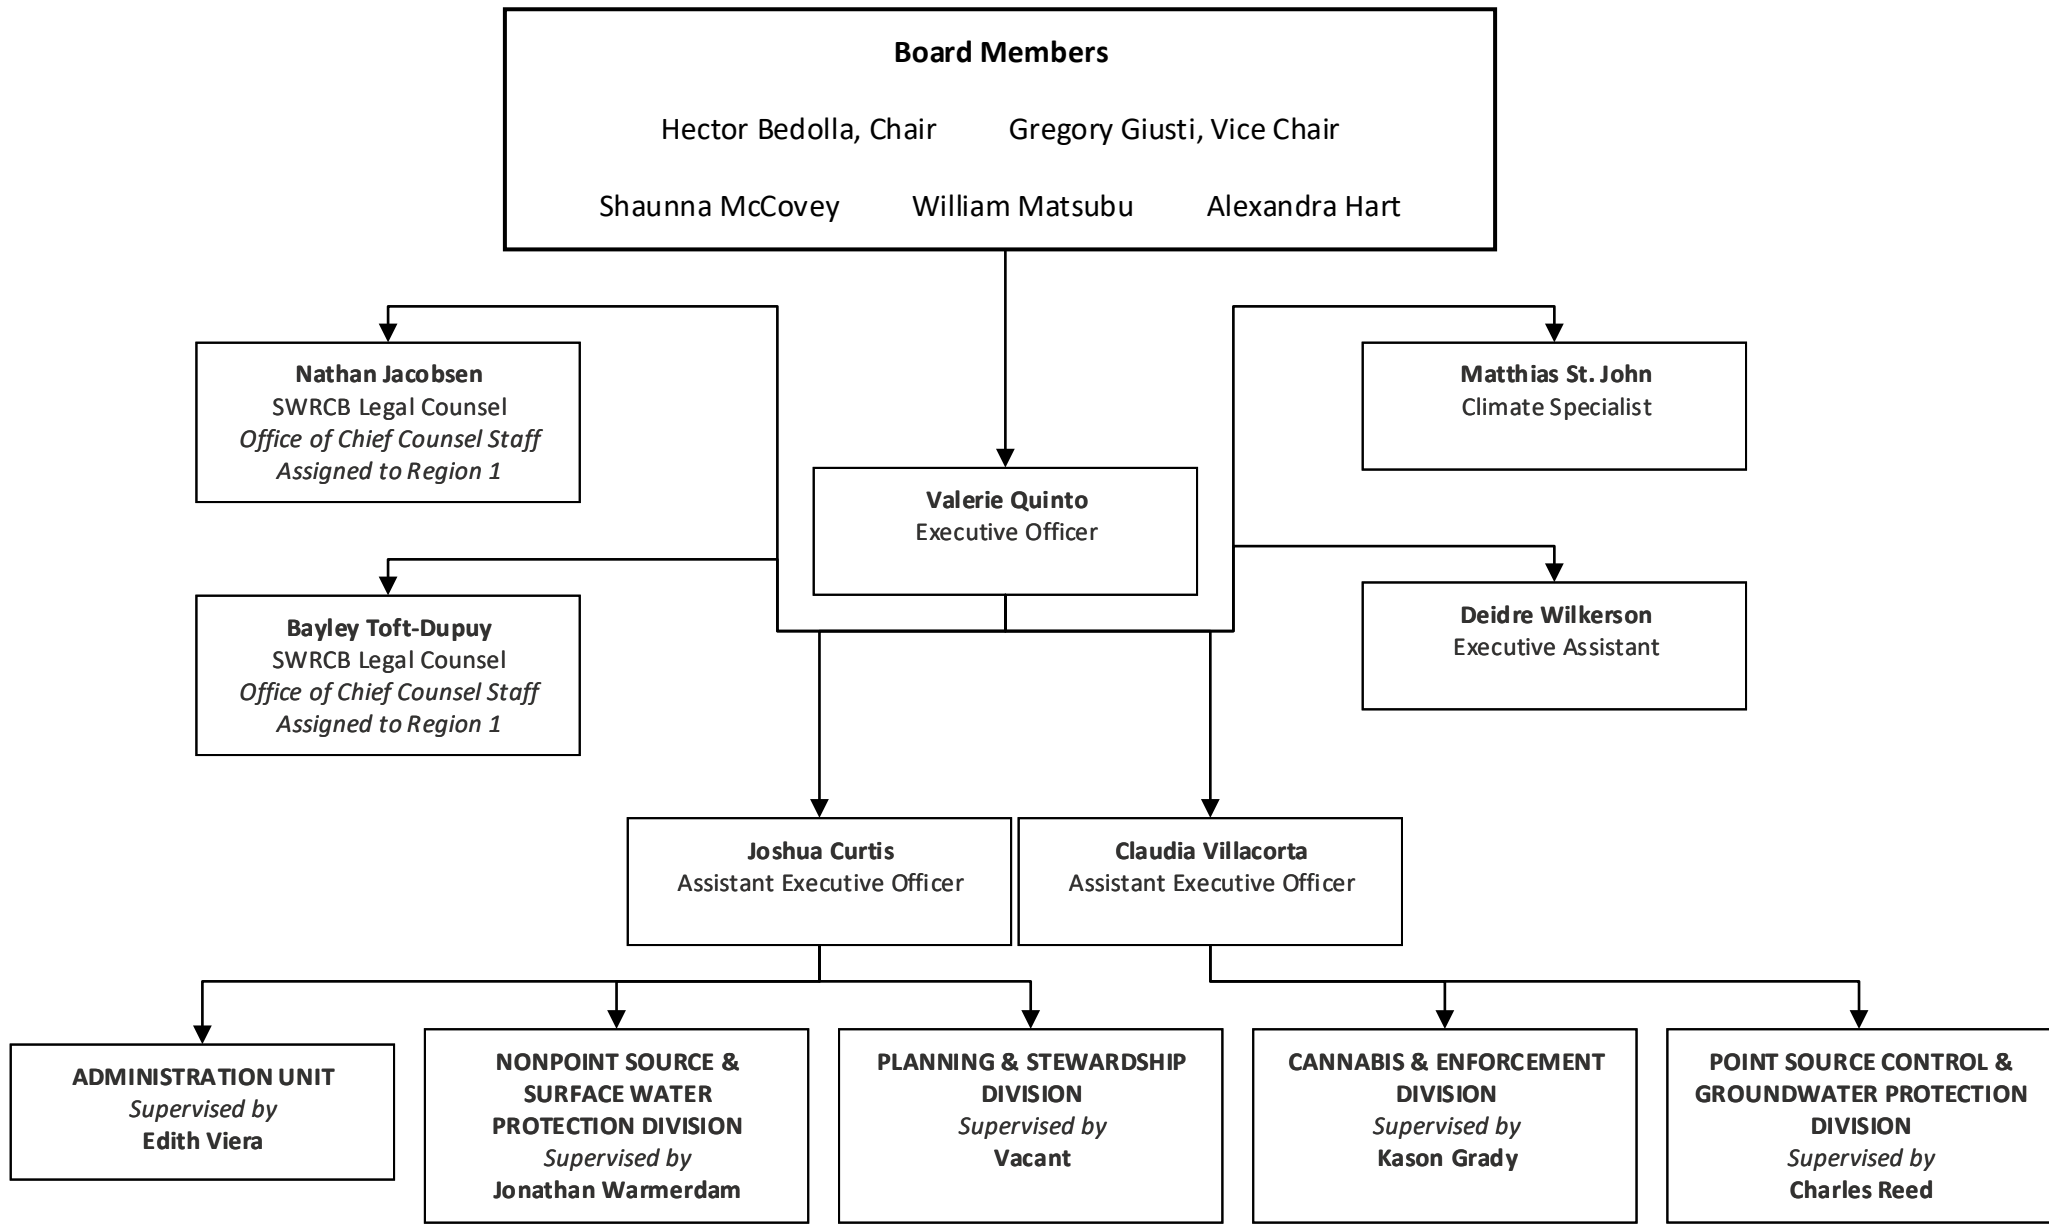 Board Members
Hector Bedolla, Chair Gregory Giusti, Vice Chair
Shaunna McCovey William Matsubu Alexandra Hart
Nathan Jacobsen
SWRCB Legal Counsel
Office of Chief Counsel Staff
Assigned to Region 1
Matthias St. John
Climate Specialist
Valerie Quinto
Executive Officer
Bayley Toft-Dupuy
SWRCB Legal Counsel
Office of Chief Counsel Staff
Assigned to Region 1
Deidre Wilkerson
Executive Assistant
Joshua Curtis
Assistant Executive Officer
Claudia Villacorta
Assistant Executive Officer
ADMINISTRATION UNIT
Supervised by
Edith Viera
NONPOINT SOURCE &
SURFACE WATER
PROTECTION DIVISION
Supervised by
Jonathan Warmerdam
PLANNING & STEWARDSHIP
DIVISION
Supervised by
Vacant
CANNABIS & ENFORCEMENT
DIVISION
Supervised by
Kason Grady
POINT SOURCE CONTROL &
GROUNDWATER PROTECTION
DIVISION
Supervised by
Charles Reed